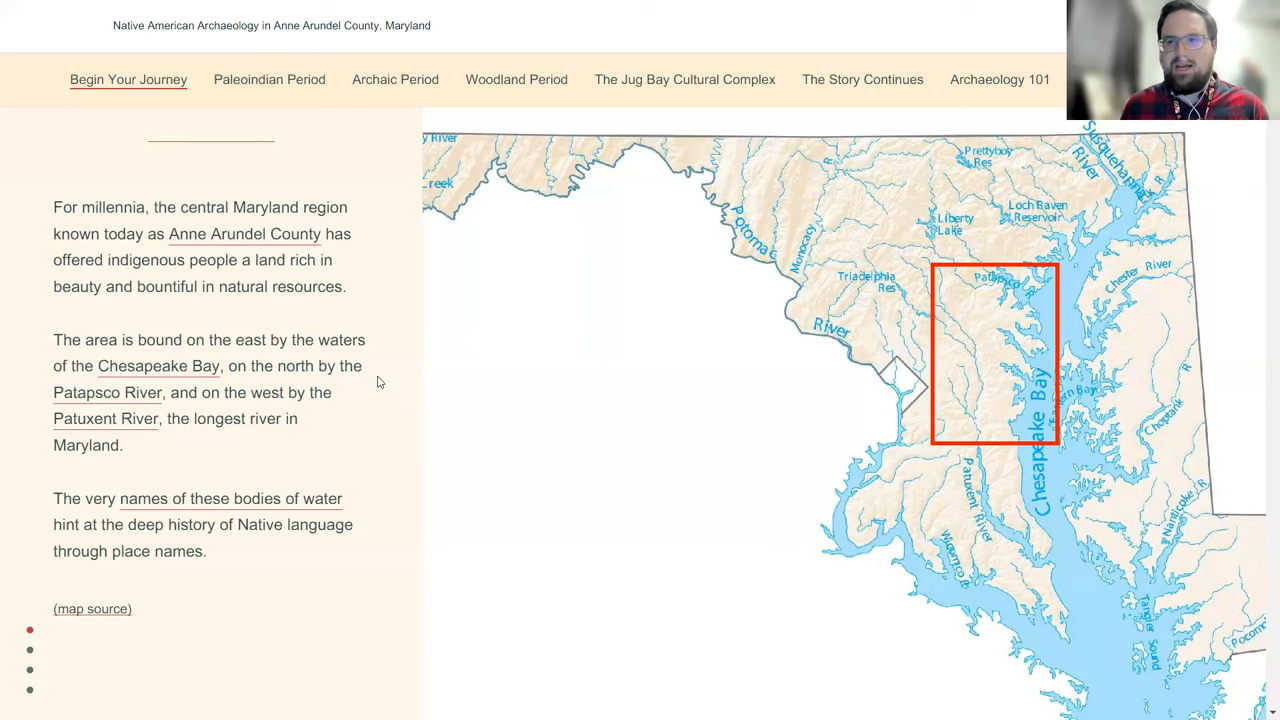 Native American Archaeology in Anne Arundel County, Maryland
Begin Your Journey Paleoindian Period Archaic Period Woodland Period The Jug Bay Cultural Complex The Story Continues Archaeology 101
For millennia, the central Maryland region
known today as Anne Arundel County has
offered indigenous people a land rich in
beauty and bountiful in natural resources.
The area is bound on the east by the waters
of the Chesapeake Bay, on the north by the
Patapsco River, and on the west by the
Patuxent River, the longest river in
Maryland.
The very names of these bodies of water
hint at the deep history of Native language
through place names.
(map source)
y River
Creek
Potomac
River
Monocacy
R
Triadelphia
Res
Liberty
Lake
Prettyboy
Res
Loch Raven
Reservoir
Susquehanna
River
R
Patapsco
Chester River
Chesapeake Bay
Bay
R
Choptank
Patuxent River
R
Nanticoke
Tangier Sound